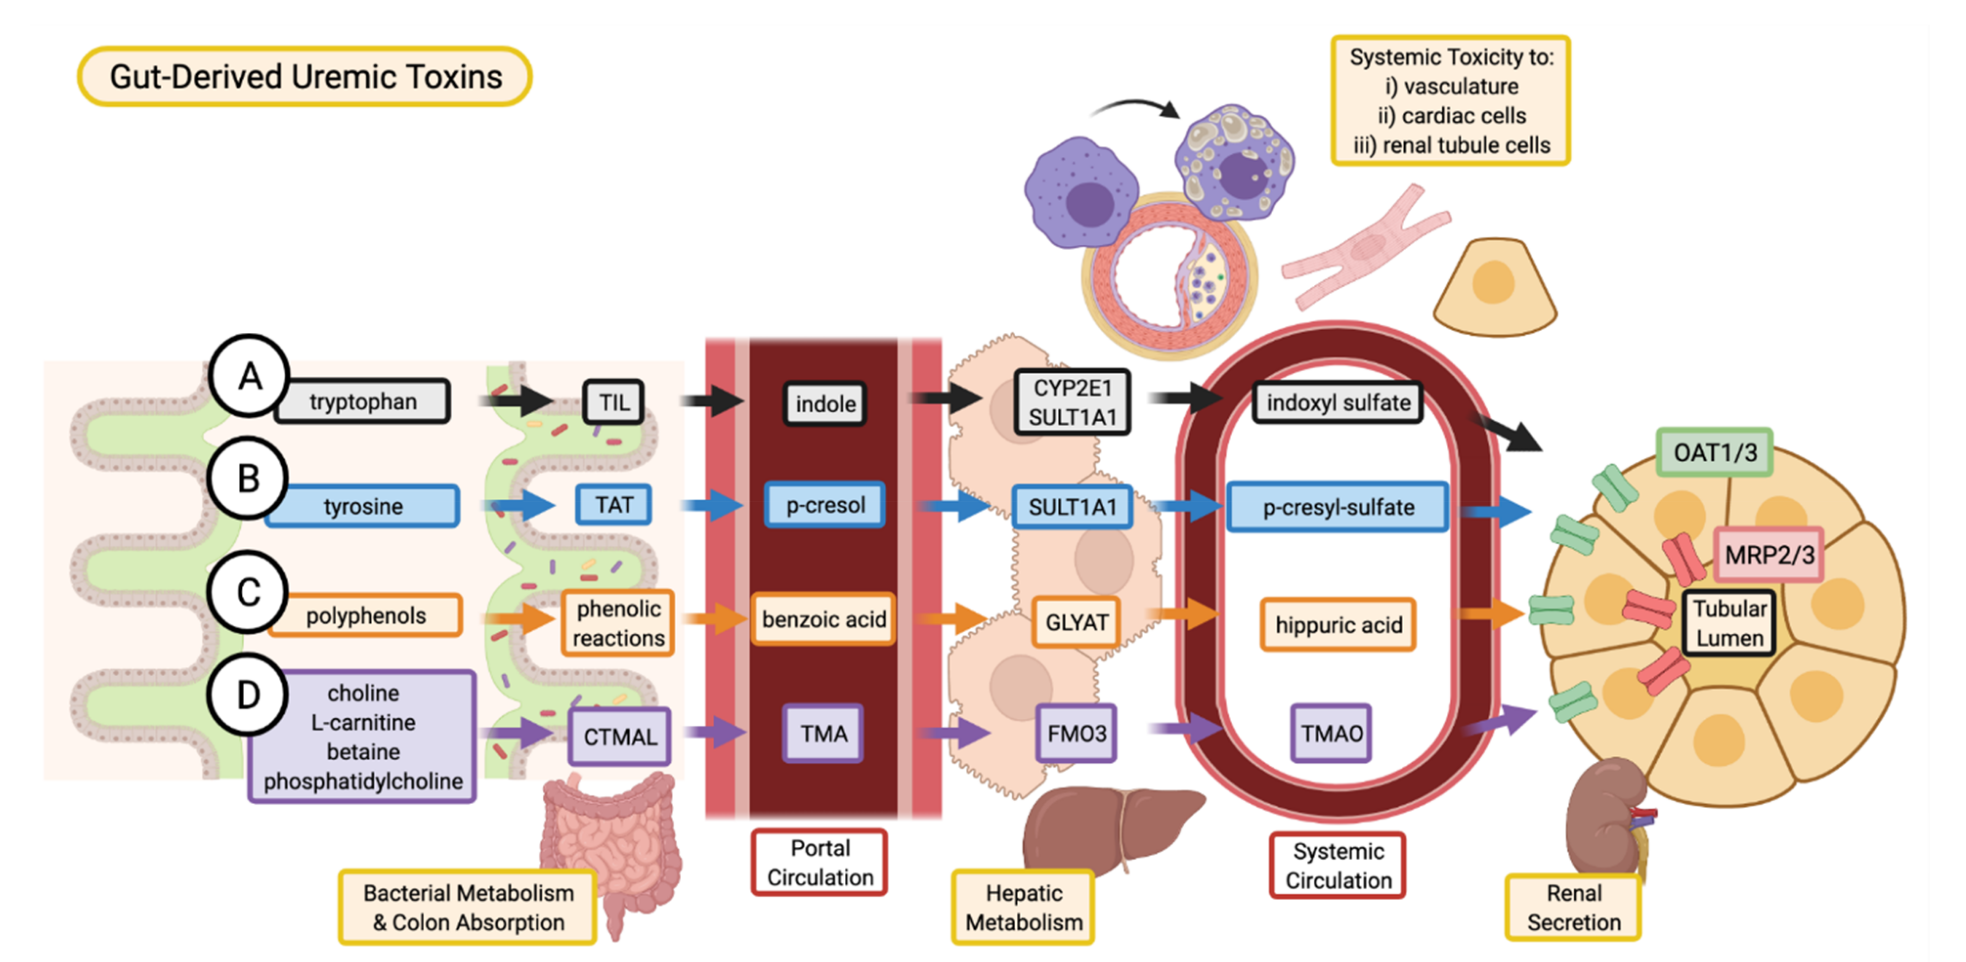 Gut-Derived Uremic Toxins
Systemic Toxicity to:
i) vasculature
ii) cardiac cells
iii) renal tubule cells
A
tryptophan
TIL
indole
CYP2E1
SULT1A1
indoxyl sulfate
B
tyrosine
TAT
p-cresol
SULT1A1
p-cresyl-sulfate
C
polyphenols
phenolic
reactions
benzoic acid
GLYAT
hippuric acid
D
choline
L-carnitine
betaine
phosphatidylcholine
CTMAL
TMA
FMO3
TMAO
OAT1/3
MRP2/3
Tubular
Lumen
Bacterial Metabolism
& Colon Absorption
Portal
Circulation
Hepatic
Metabolism
Systemic
Circulation
Renal
Secretion